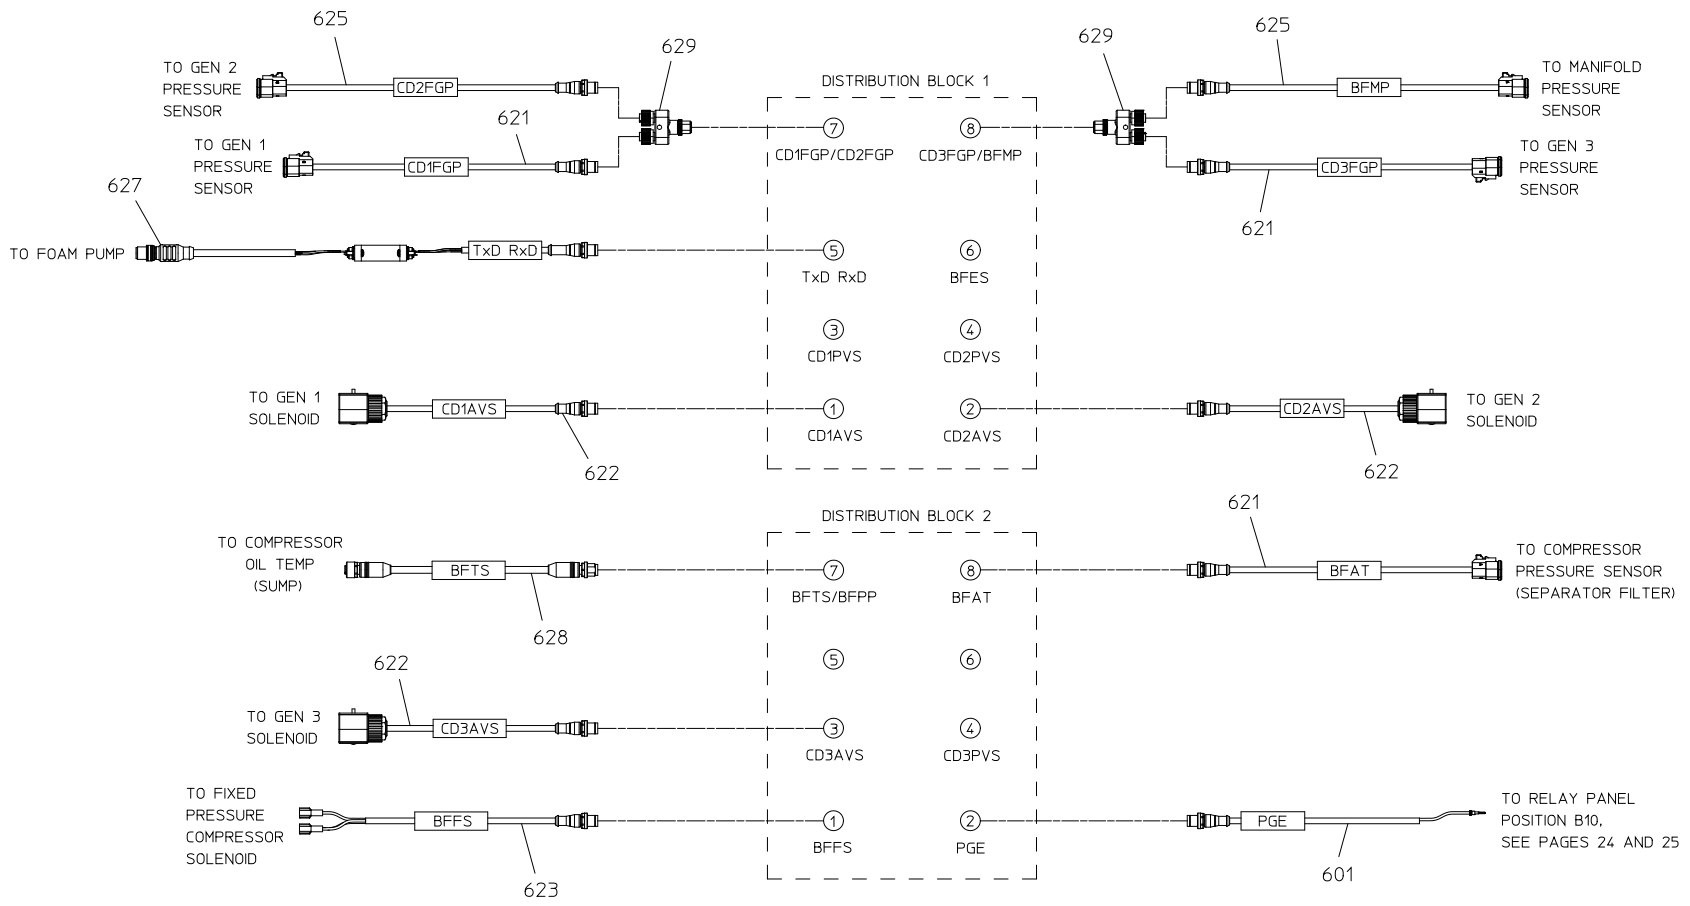 625
629
TO GEN 2
PRESSURE
SENSOR
CD2FGP
621
TO GEN 1
PRESSURE
SENSOR
CD1FGP
627
TO FOAM PUMP
TxD RxD
TO GEN 1
SOLENOID
CD1AVS
622
DISTRIBUTION BLOCK 1
7
CD1FGP/CD2FGP
8
CD3FGP/BFMP
5
TxD RxD
6
BFES
3
CD1PVS
4
CD2PVS
1
CD1AVS
2
CD2AVS
629
625
BFMP
TO MANIFOLD
PRESSURE
SENSOR
CD3FGP
621
TO GEN 3
PRESSURE
SENSOR
CD2AVS
622
TO GEN 2
SOLENOID
TO COMPRESSOR
OIL TEMP
(SUMP)
BFTS
628
622
TO GEN 3
SOLENOID
CD3AVS
TO FIXED
PRESSURE
COMPRESSOR
SOLENOID
BFFS
623
DISTRIBUTION BLOCK 2
7
BFTS/BFPP
8
BFAT
5
6
3
CD3AVS
4
CD3PVS
1
BFFS
2
PGE
621
BFAT
TO COMPRESSOR
PRESSURE SENSOR
(SEPARATOR FILTER)
PGE
601
TO RELAY PANEL
POSITION B10,
SEE PAGES 24 AND 25